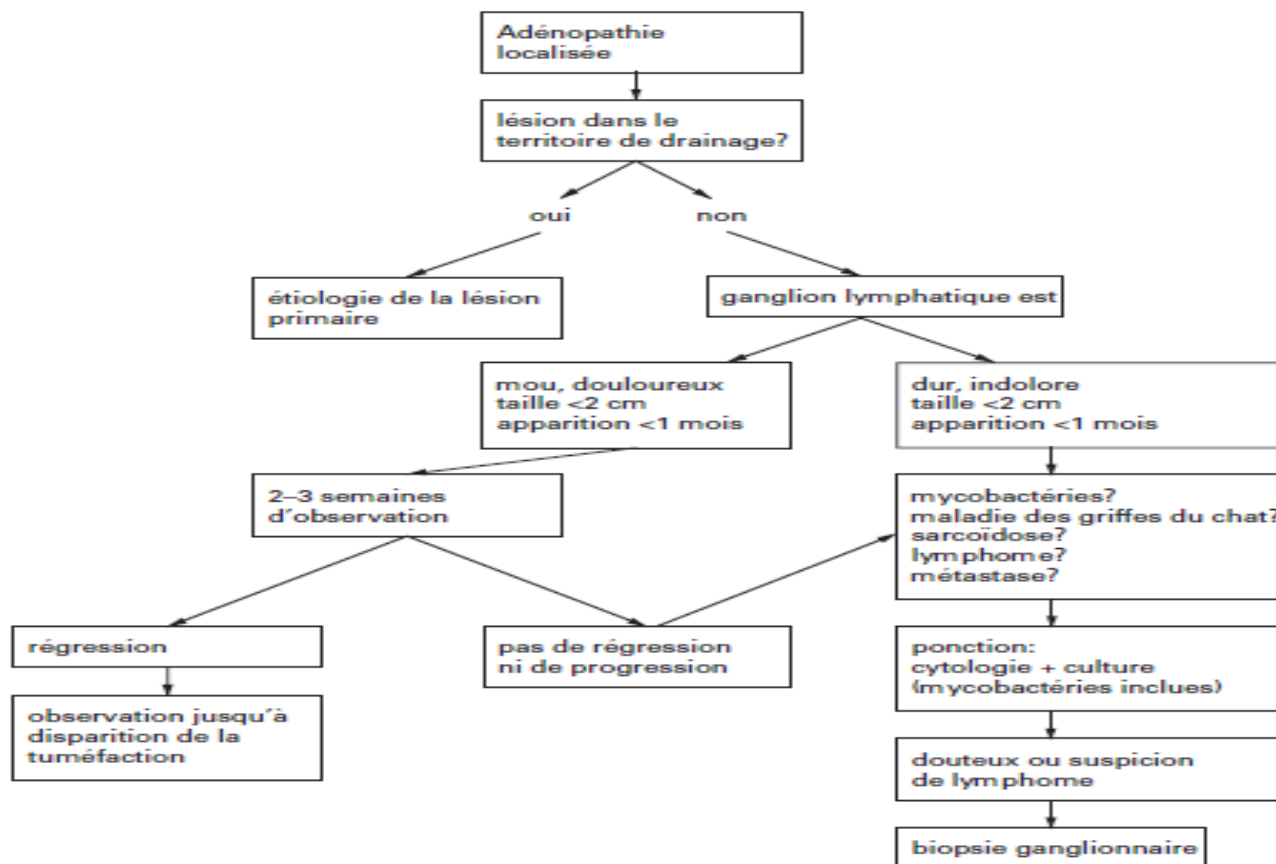 Adénopathie
localisée
lésion dans le
territoire de drainage?
oui
non
étiologie de la lésion
primaire
ganglion lymphatique est
mou, douloureux
taille <2 cm
apparition <1 mois
dur, indolore
taille <2 cm
apparition <1 mois
2–3 semaines
d'observation
mycobactéries?
maladie des griffes du chat?
sarcoïdose?
lymphome?
métastase?
régression
pas de régression
ni de progression
ponction:
cytologie + culture
(mycobactéries inclues)
observation jusqu'à
disparition de la
tuméfaction
douteux ou suspicion
de lymphome
biopsie ganglionnaire